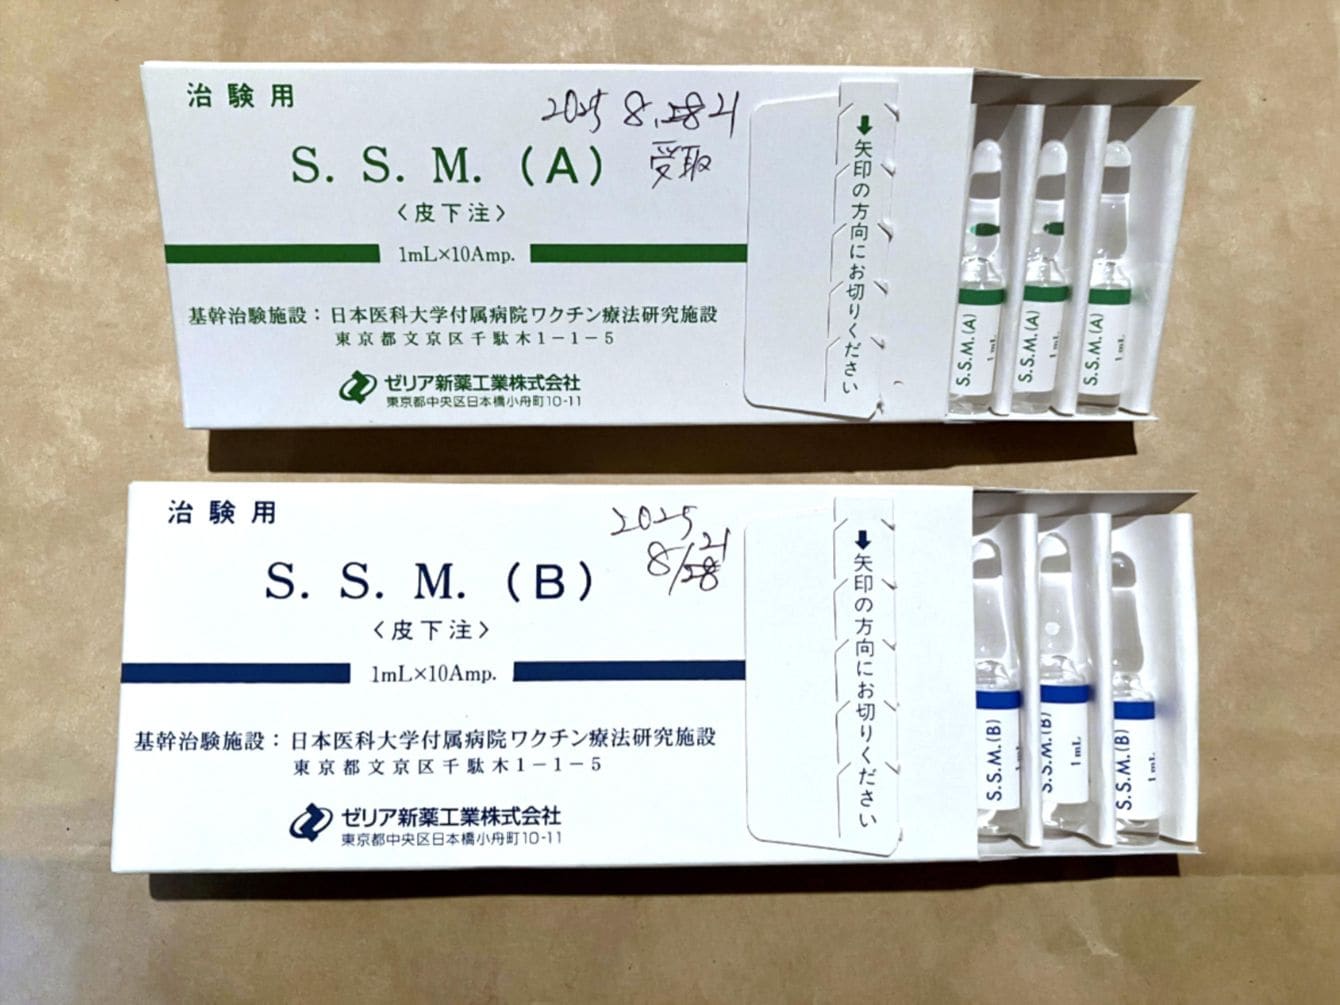 治験用
2025 8.28 21
受取
S. S. M. (A)
〈皮下注〉
1mL×10Amp.
基幹治験施設：日本医科大学付属病院ワクチン療法研究施設
東京都文京区千駄木1－1－5
ゼリア新薬工業株式会社
東京都中央区日本橋小舟町10-11
矢印の方向にお切りください
S.S.M.(A)
1mL
S.S.M.(A)
1mL
S.S.M.(A)
1mL
治験用
2025
21
8/28
S. S. M. (B)
〈皮下注〉
1mL×10Amp.
基幹治験施設：日本医科大学付属病院ワクチン療法研究施設
東京都文京区千駄木1－1－5
ゼリア新薬工業株式会社
東京都中央区日本橋小舟町10-11
矢印の方向にお切りください
S.S.M.(B)
1mL
S.S.M.(B)
1mL
S.S.M.(B)
1mL